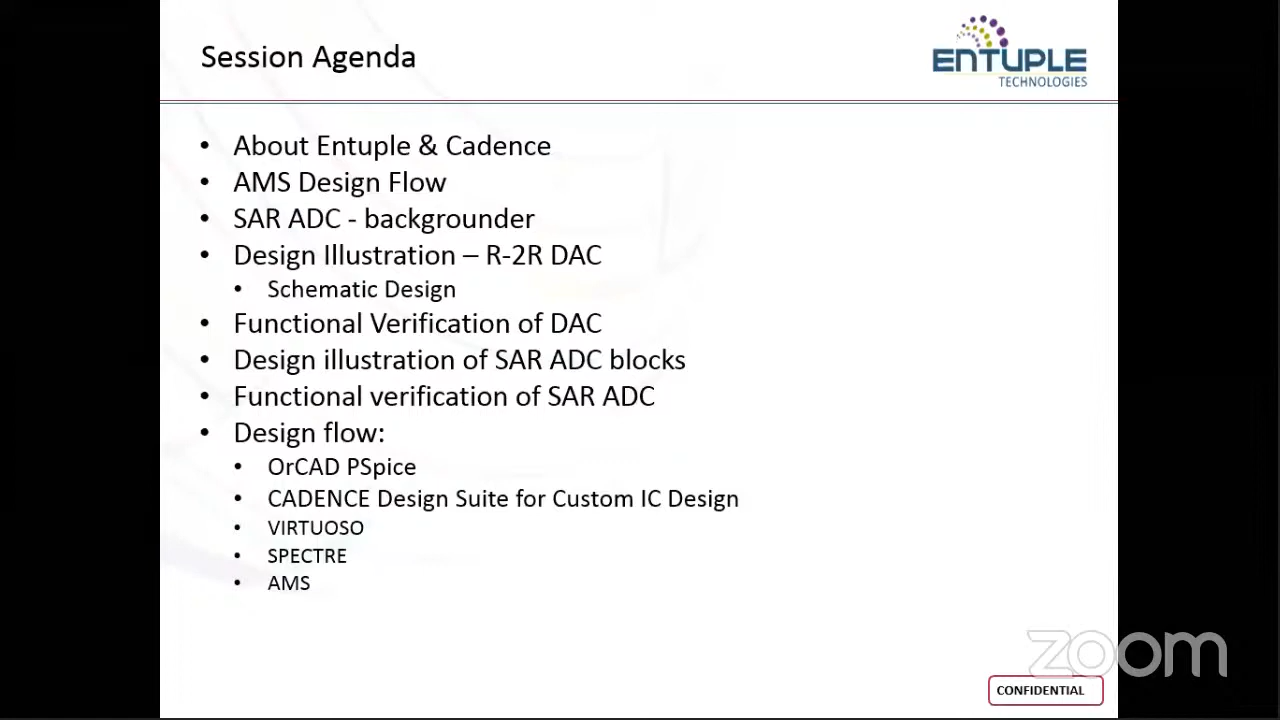 Session Agenda
ENTUPLE
TECHNOLOGIES
• About Entuple & Cadence
• AMS Design Flow
• SAR ADC - backgrounder
• Design Illustration – R-2R DAC
• Schematic Design
• Functional Verification of DAC
• Design illustration of SAR ADC blocks
• Functional verification of SAR ADC
• Design flow:
• OrCAD PSpice
• CADENCE Design Suite for Custom IC Design
• VIRTUOSO
• SPECTRE
• AMS
zoom
CONFIDENTIAL